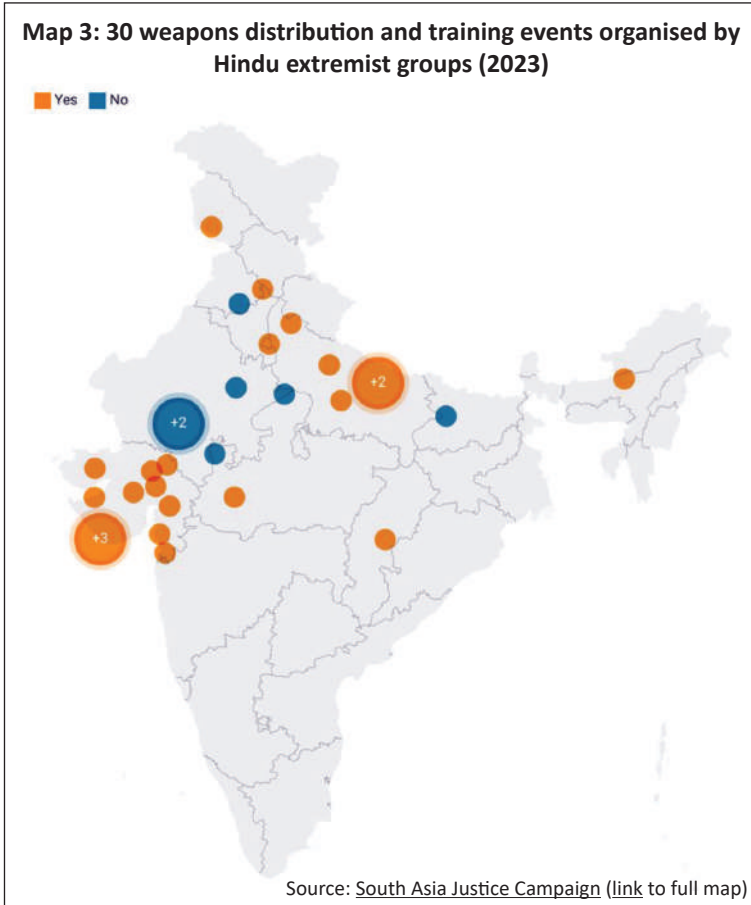 Map 3: 30 weapons distribution and training events organised by
Hindu extremist groups (2023)
Yes No
+2
+2
+3
Source: South Asia Justice Campaign (link to full map)